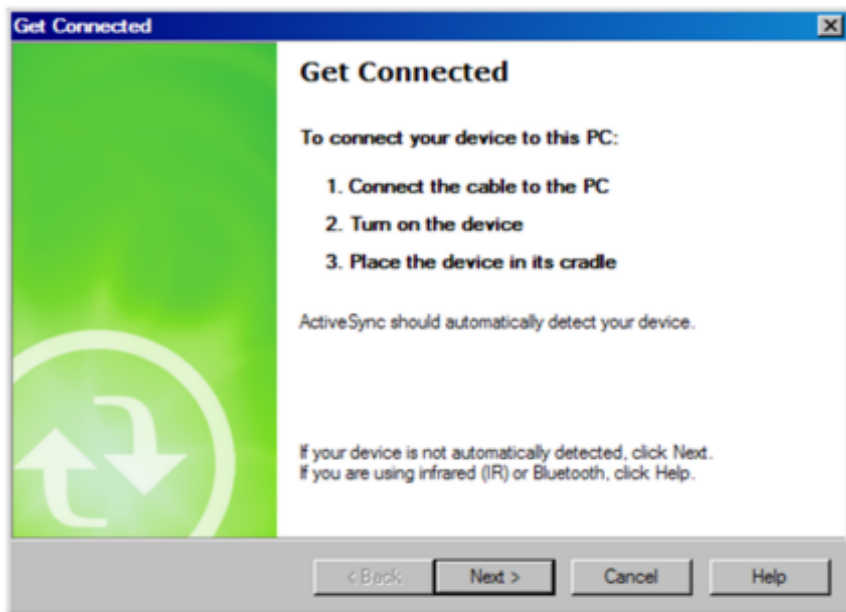 Get Connected
Get Connected
To connect your device to this PC:
1. Connect the cable to the PC
2. Turn on the device
3. Place the device in its cradle
ActiveSync should automatically detect your device.
If your device is not automatically detected, click Next.
If you are using infrared (IR) or Bluetooth, click Help.
< Back Next > Cancel Help